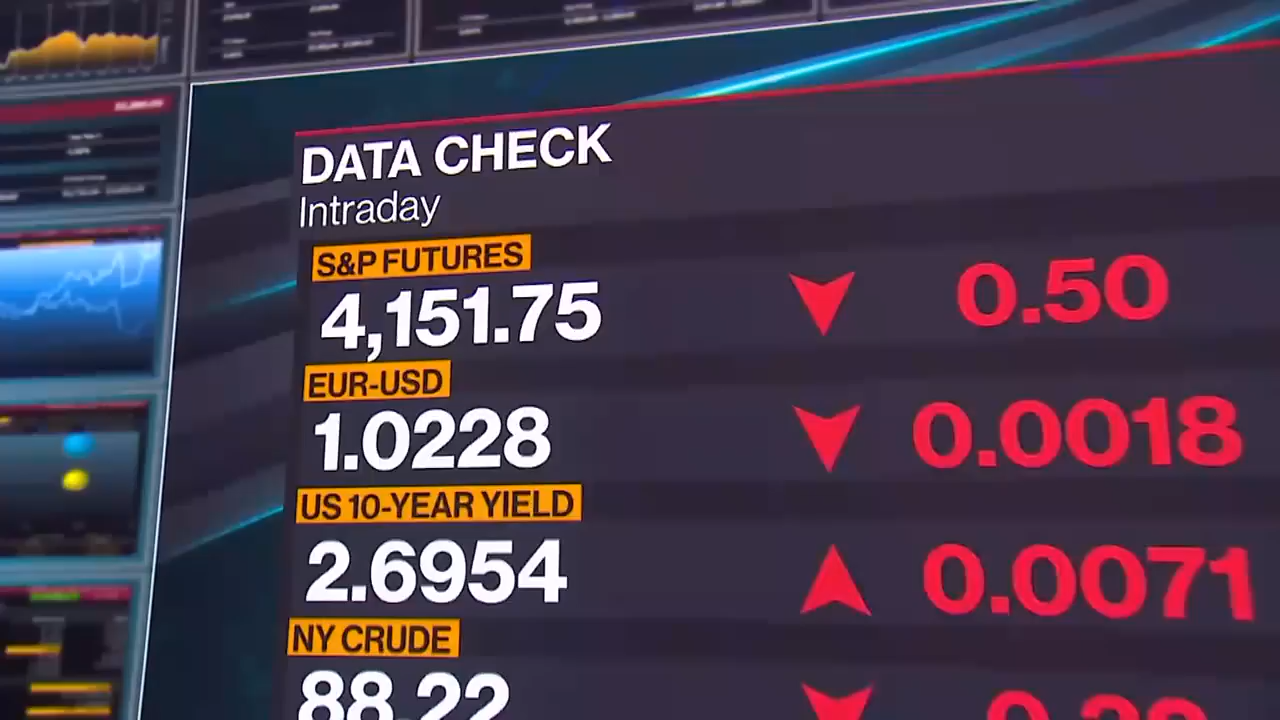 DATA CHECK
Intraday
S&P FUTURES
4,151.75 ▼ 0.50
EUR-USD
1.0228 ▼ 0.0018
US 10-YEAR YIELD
2.6954 ▲ 0.0071
NY CRUDE
88.22 ▼